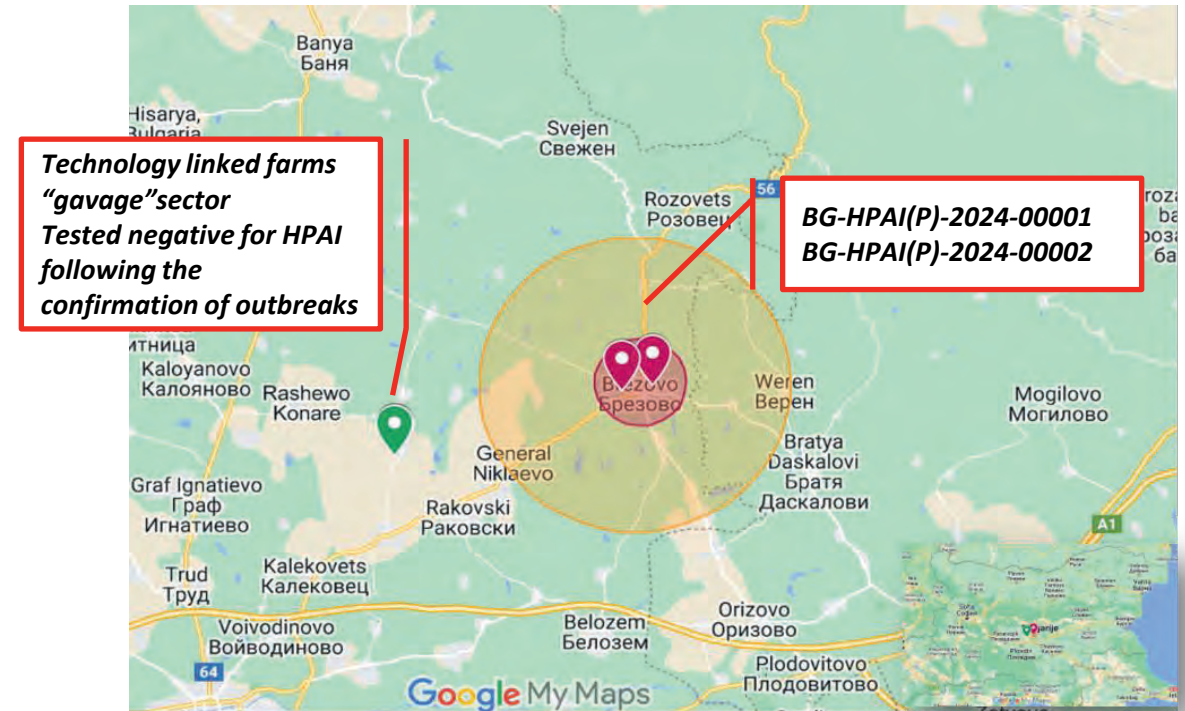 Banya
Баня
Hisarya,
Bulgaria
Svejen
Свежен
Technology linked farms
“gavage”sector
Tested negative for HPAI
following the
confirmation of outbreaks
56
Rozovets
Розовец
BG-HPAI(P)-2024-00001
BG-HPAI(P)-2024-00002
Kaloyanovo
Калояново
Rashewo
Konare
Brezovo
Брезово
Weren
Верен
Mogilovo
Могилово
General
Niklaevo
Bratya
Daskalovi
Братя
Даскалови
Graf Ignatievo
Граф
Игнатиево
Rakovski
Раковски
A1
Trud
Труд
Kalekovets
Калековец
Voivodinovo
Войводиново
Belozem
Белозем
Orizovo
Оризово
64
Plodovitovo
Плодовитово
Google My Maps
Sofia